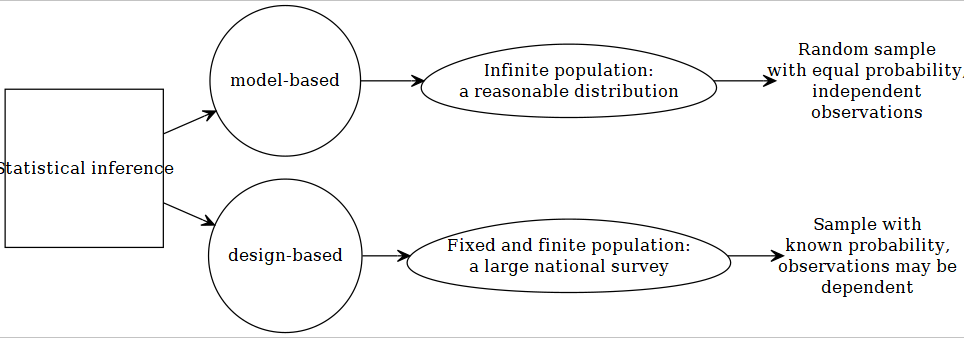 Statistical inference
model-based
Infinite population:
a reasonable distribution
Random sample
with equal probability,
independent
observations
design-based
Fixed and finite population:
a large national survey
Sample with
known probability,
observations may be
dependent